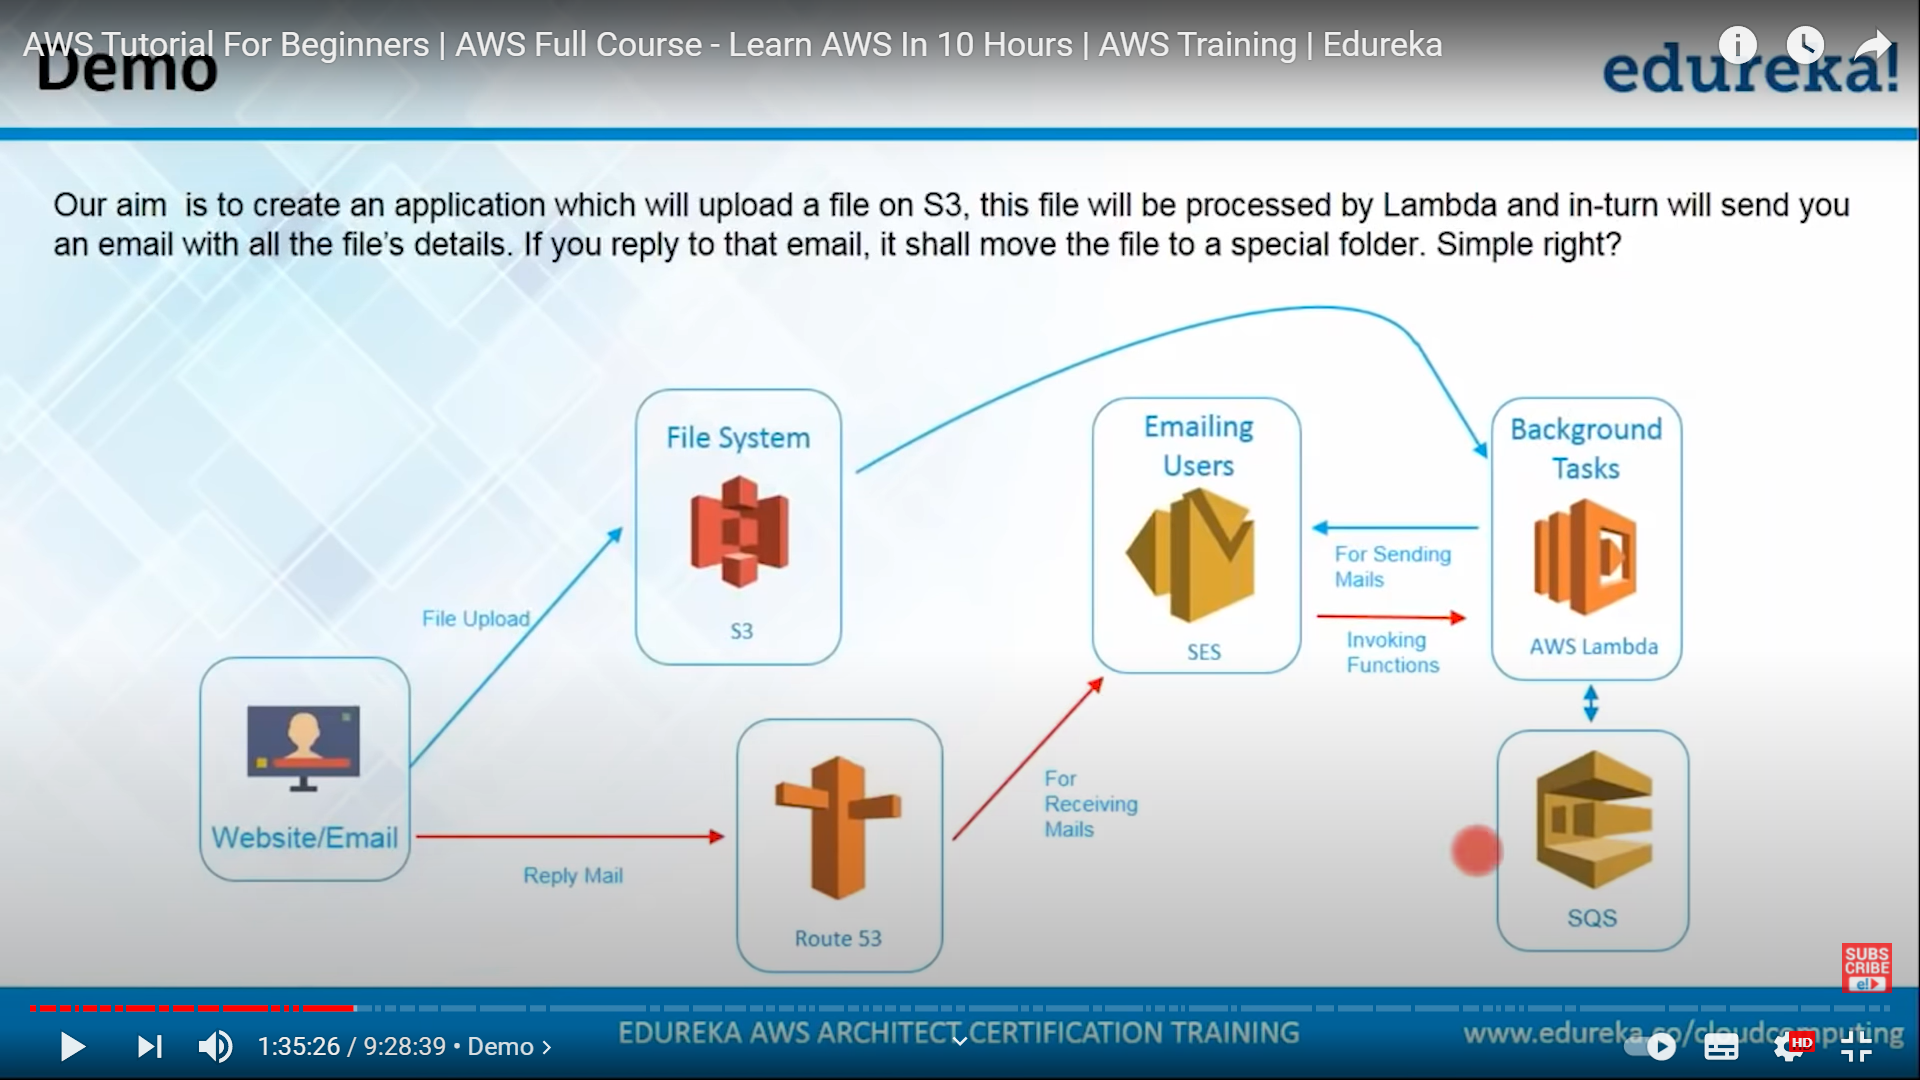 AWS Tutorial For Beginners | AWS Full Course - Learn AWS In 10 Hours | AWS Training | Edureka
Demo
edureka!
Our aim is to create an application which will upload a file on S3, this file will be processed by Lambda and in-turn will send you
an email with all the file's details. If you reply to that email, it shall move the file to a special folder. Simple right?
File System
S3
Emailing
Users
SES
Background
Tasks
AWS Lambda
For Sending
Mails
Invoking
Functions
File Upload
Website/Email
Reply Mail
Route 53
For
Receiving
Mails
SQS
SUBS
CRIBE
e!
EDUREKA AWS ARCHITECT CERTIFICATION TRAINING
www.edureka.co/cloudcomputing
1:35:26 / 9:28:39 • Demo >
HD